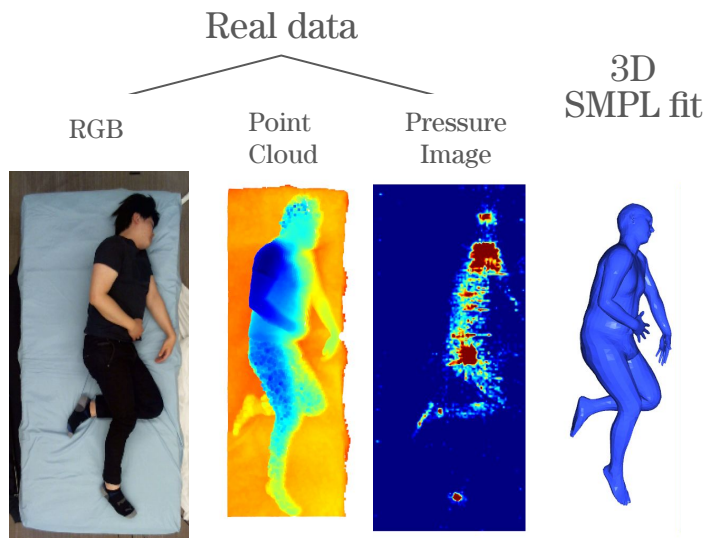 Real data
3D
SMPL fit
RGB
Point
Cloud
Pressure
Image